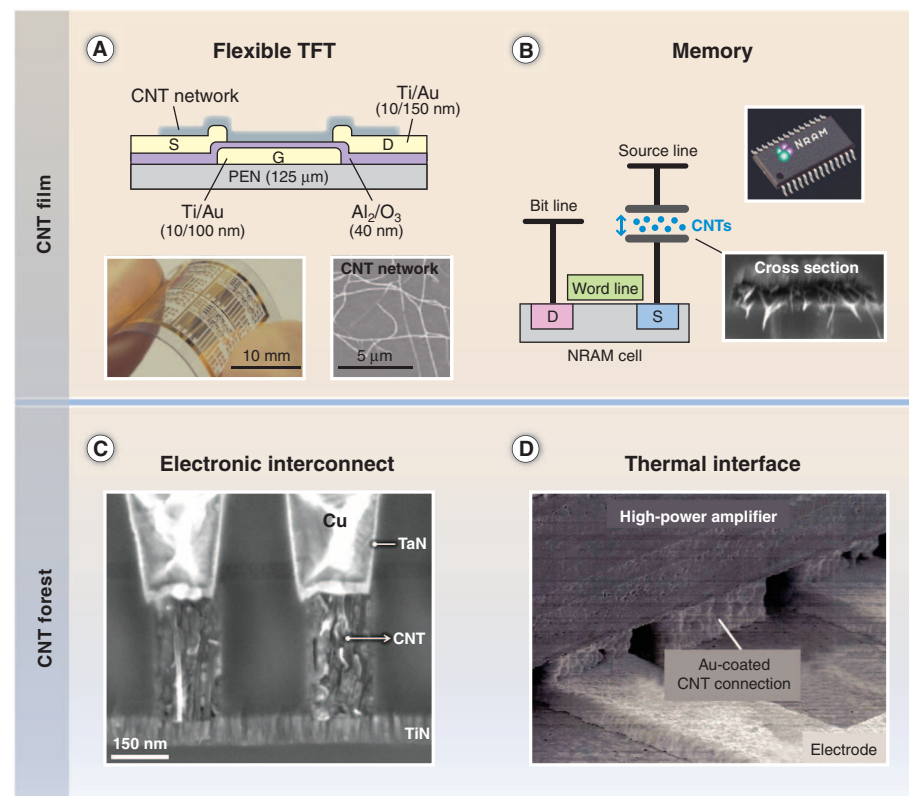 CNT film
A
Flexible TFT
CNT network
Ti/Au
(10/150 nm)
S
D
G
PEN (125 µm)
Ti/Au
(10/100 nm)
Al2/O3
(40 nm)
10 mm
CNT network
5 µm
B
Memory
NRAM
Source line
Bit line
CNTs
Cross section
Word line
D
S
NRAM cell
CNT forest
C
Electronic interconnect
Cu
TaN
CNT
TiN
150 nm
D
Thermal interface
High-power amplifier
Au-coated
CNT connection
Electrode